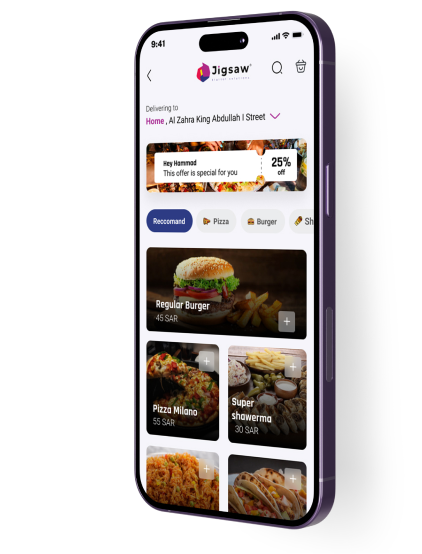 9:41
Jigsaw
Delivering to
Home , Al Zahra King Abdullah I Street
Hey Hammad
This offer is special for you
25%
off
Reccomand
Pizza
Burger
Sh
Regular Burger
45 SAR
Pizza Milano
55 SAR
Super
shawerma
30 SAR